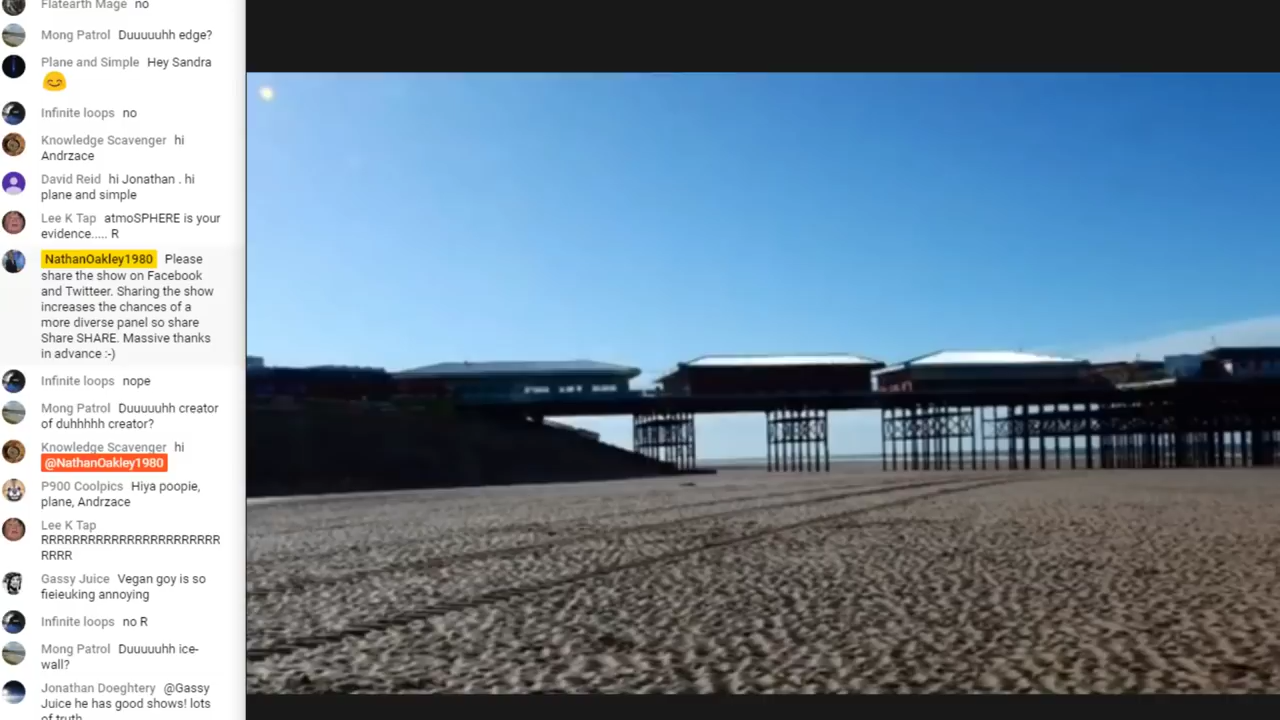 Flatearth Mage no
Mong Patrol Duuuuuhh edge?
Plane and Simple Hey Sandra
😊
Infinite loops no
Knowledge Scavenger hi
Andrzace
David Reid hi Jonathan . hi
plane and simple
Lee K Tap atmoSPHERE is your
evidence..... R
NathanOakley1980 Please
share the show on Facebook
and Twitteer. Sharing the show
increases the chances of a
more diverse panel so share
Share SHARE. Massive thanks
in advance :-)
Infinite loops nope
Mong Patrol Duuuuuhh creator
of duhhhhh creator?
Knowledge Scavenger hi
@NathanOakley1980
P900 Coolpics Hiya poopie,
plane, Andrzace
Lee K Tap
RRRRRRRRRRRRRRRRRRRRRRR
RRRR
Gassy Juice Vegan goy is so
fieieuking annoying
Infinite loops no R
Mong Patrol Duuuuuhh ice-
wall?
Jonathan Doeghtery @Gassy
Juice he has good shows! lots
of truth